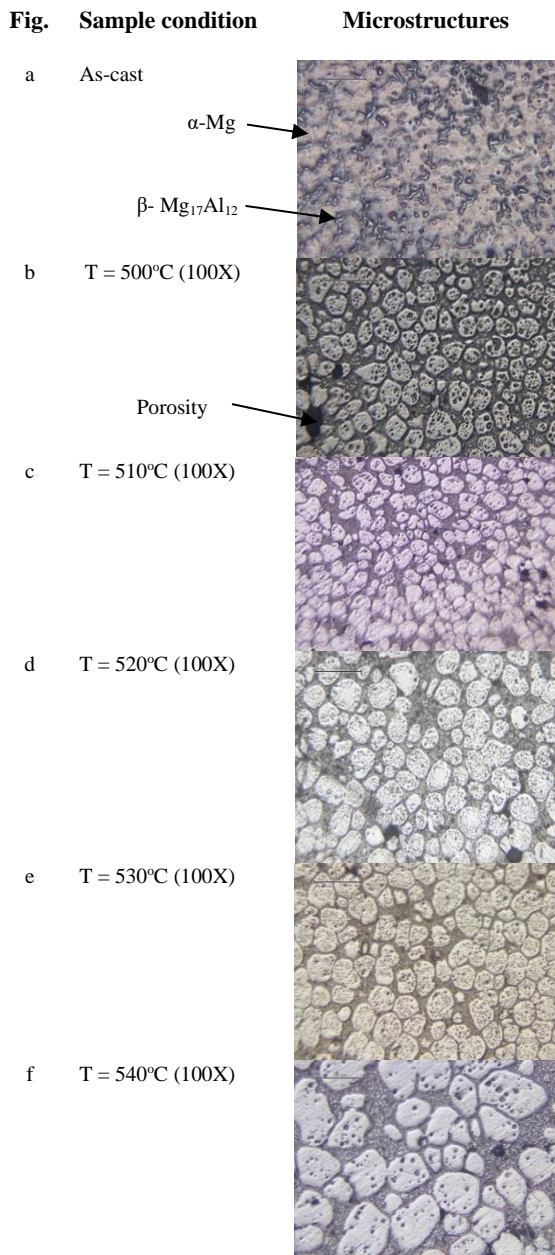 Fig. Sample condition Microstructures
a As-cast
α-Mg
β- Mg₁₇Al₁₂
b T = 500°C (100X)
Porosity
c T = 510°C (100X)
d T = 520°C (100X)
e T = 530°C (100X)
f T = 540°C (100X)